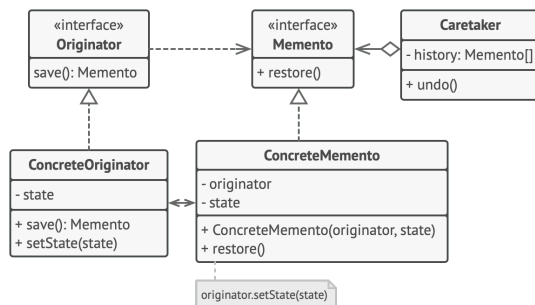 «interface»
Originator
save(): Memento
«interface»
Memento
+ restore()
Caretaker
- history: Memento[]
+ undo()
ConcreteOriginator
- state
+ save(): Memento
+ setState(state)
ConcreteMemento
- originator
- state
+ ConcreteMemento(originator, state)
+ restore()
originator.setState(state)